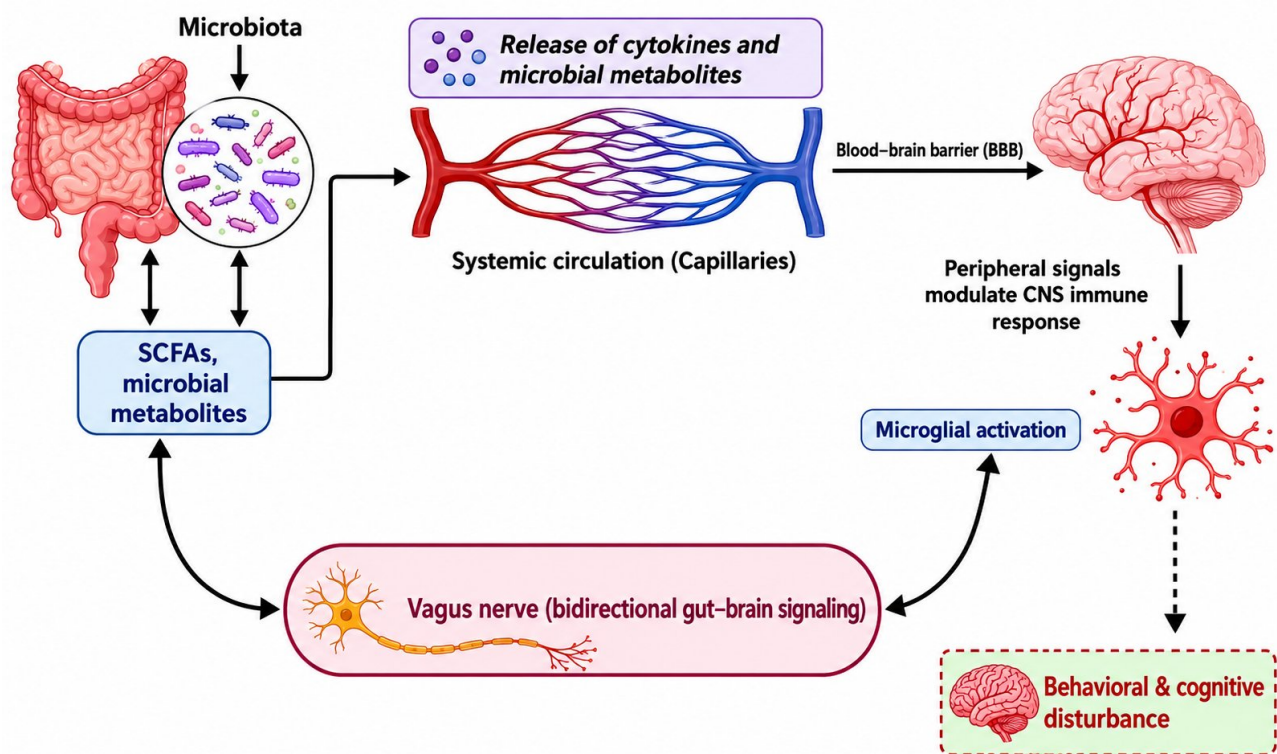 Microbiota
Release of cytokines and
microbial metabolites
Blood–brain barrier (BBB)
Systemic circulation (Capillaries)
Peripheral signals
modulate CNS immune
response
SCFAs,
microbial
metabolites
Microglial activation
Vagus nerve (bidirectional gut–brain signaling)
Behavioral & cognitive
disturbance